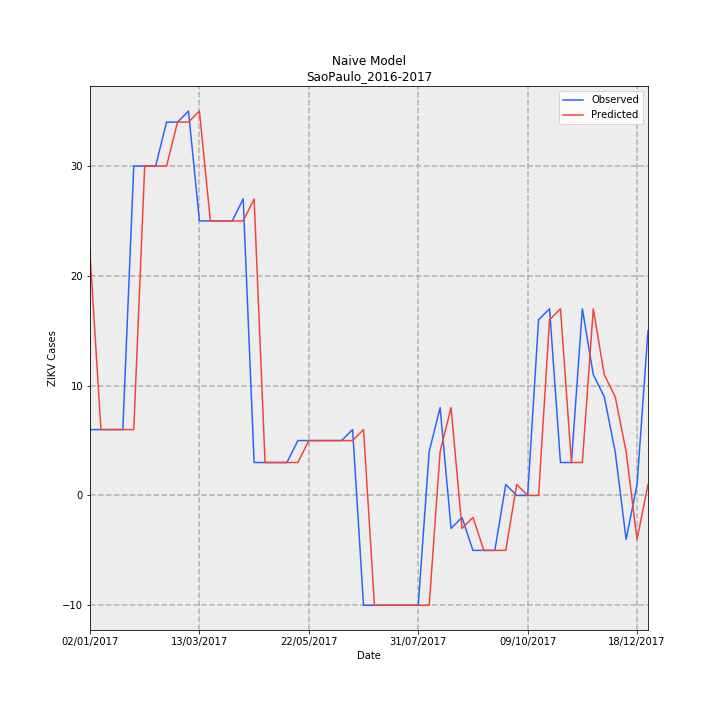 Naive Model
SaoPaulo_2016-2017
Observed
Predicted
ZIKV Cases
30
20
10
0
−10
02/01/2017 13/03/2017 22/05/2017 31/07/2017 09/10/2017 18/12/2017
Date